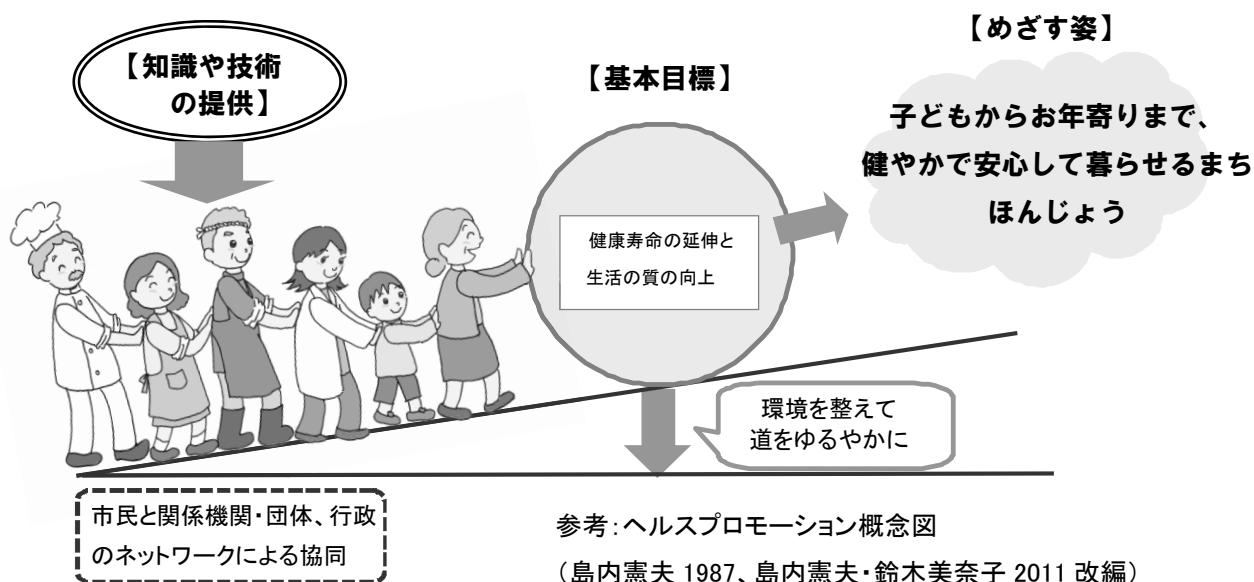 【めざす姿】
【知識や技術
の提供】
【基本目標】
子どもからお年寄りまで、
健やかで安心して暮らせるまち
ほんじょう
健康寿命の延伸と
生活の質の向上
環境を整えて
道をゆるやかに
市民と関係機関・団体、行政
のネットワークによる協同
参考：ヘルスプロモーション概念図
（島内憲夫 1987、島内憲夫・鈴木美奈子 2011 改編）